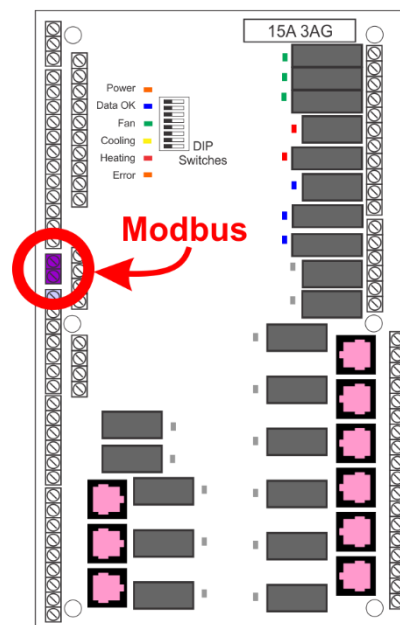 15A 3AG
Power
Data OK
Fan
Cooling
Heating
Error
DIP
Switches
Modbus